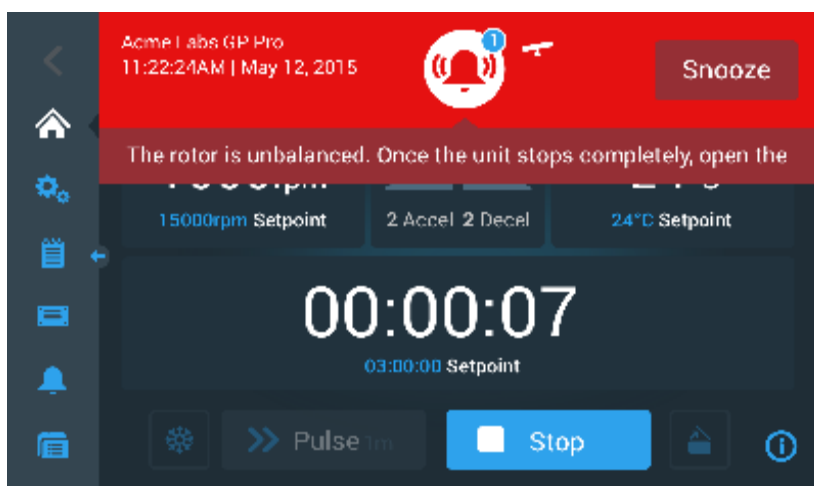 Acme Labs GP Pro
11:22:24AM | May 12, 2015
1
Snooze
The rotor is unbalanced. Once the unit stops completely, open the
15000rpm Setpoint
2 Accel 2 Decel
24°C Setpoint
00:00:07
03:00:00 Setpoint
Pulse 1m
Stop